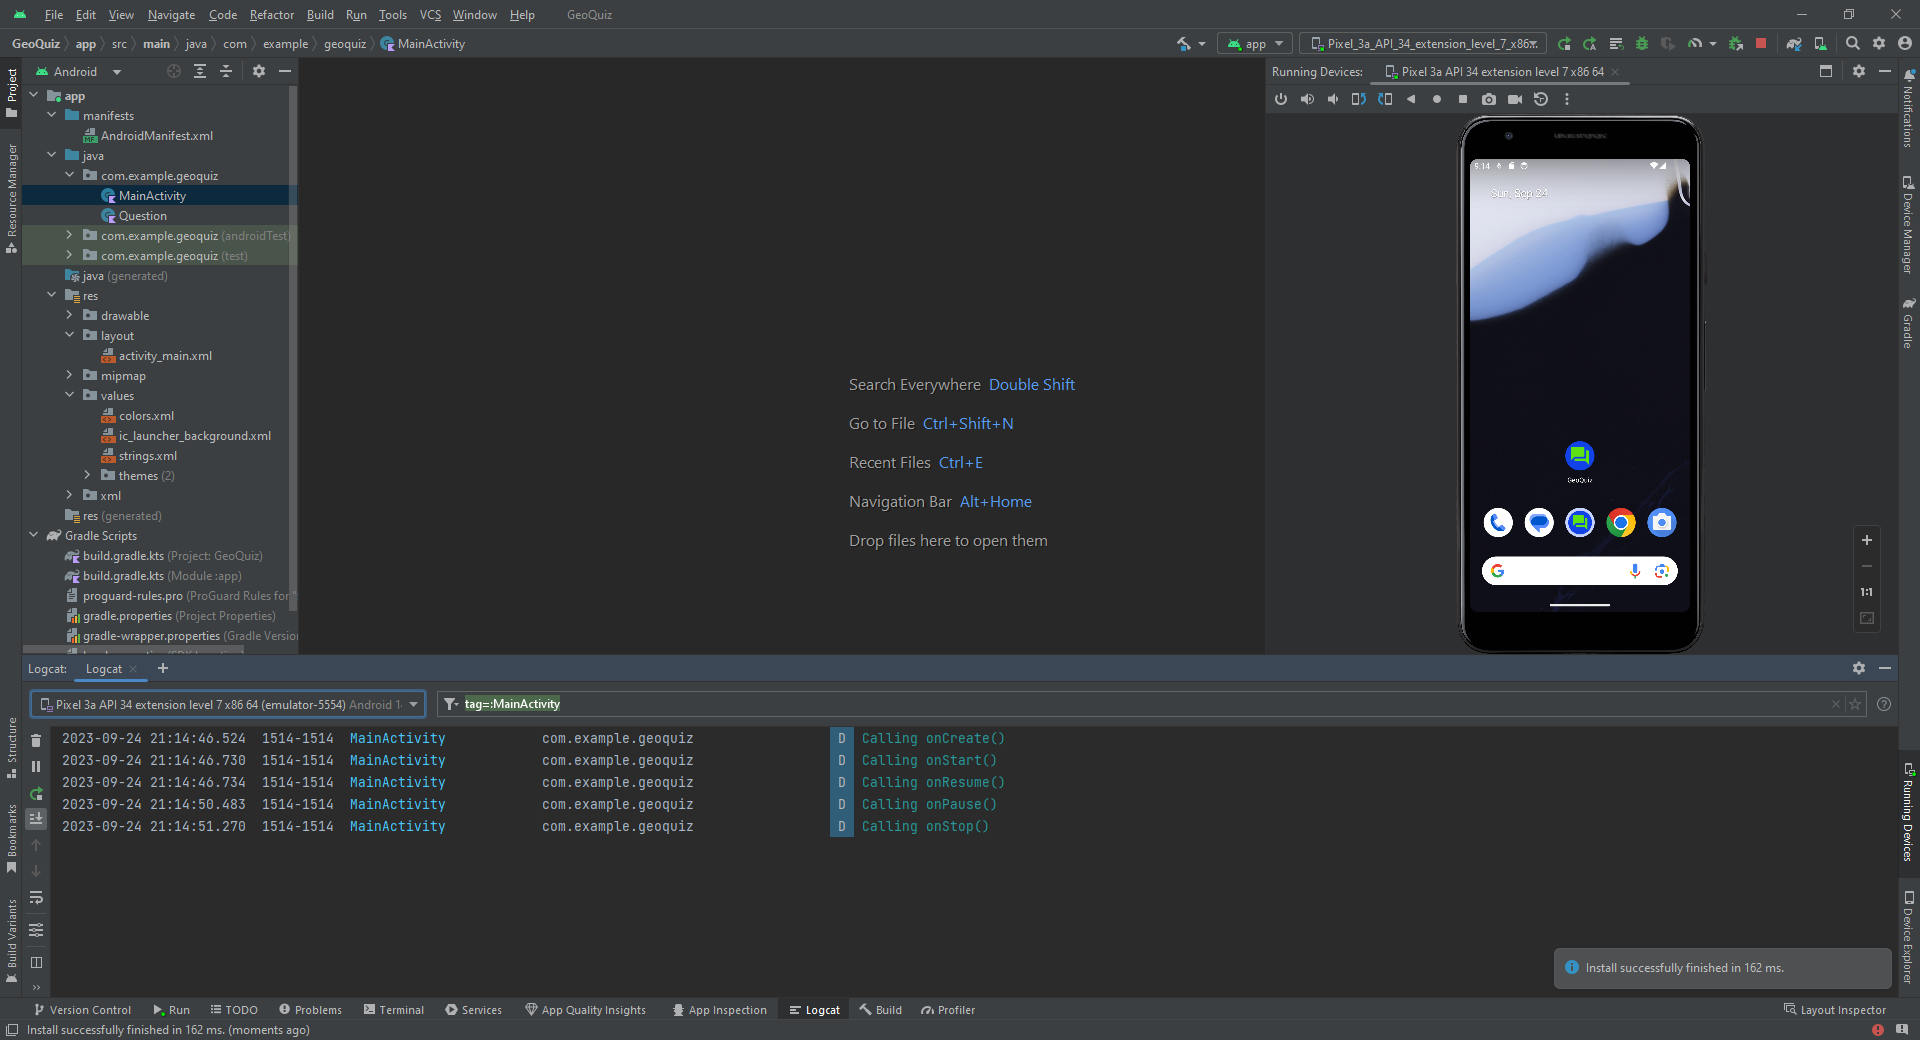 File Edit View Navigate Code Refactor Build Run Tools VCS Window Help GeoQuiz
GeoQuiz app src main java com example geoquiz MainActivity
app
Pixel_3a_API_34_extension_level_7_x86
Android
Running Devices: Pixel 3a API 34 extension level 7 x86 64
Project
Resource Manager
Structure
Bookmarks
Build Variants
app
manifests
AndroidManifest.xml
java
com.example.geoquiz
MainActivity
Question
com.example.geoquiz (androidTest)
com.example.geoquiz (test)
java (generated)
res
drawable
layout
activity_main.xml
mipmap
values
colors.xml
ic_launcher_background.xml
strings.xml
themes (2)
xml
res (generated)
Gradle Scripts
build.gradle.kts (Project: GeoQuiz)
build.gradle.kts (Module :app)
proguard-rules.pro (ProGuard Rules for "
gradle.properties (Project Properties)
gradle-wrapper.properties (Gradle Version
Search Everywhere Double Shift
Go to File Ctrl+Shift+N
Recent Files Ctrl+E
Navigation Bar Alt+Home
Drop files here to open them
9:14
Sun, Sep 24
GeoQuiz
1:1
Notifications
Device Manager
Gradle
Running Devices
Device Explorer
Logcat: Logcat
Pixel 3a API 34 extension level 7 x86 64 (emulator-5554) Android 1
tag=:MainActivity
2023-09-24 21:14:46.524 1514-1514 MainActivity com.example.geoquiz D Calling onCreate()
2023-09-24 21:14:46.730 1514-1514 MainActivity com.example.geoquiz D Calling onStart()
2023-09-24 21:14:46.734 1514-1514 MainActivity com.example.geoquiz D Calling onResume()
2023-09-24 21:14:50.483 1514-1514 MainActivity com.example.geoquiz D Calling onPause()
2023-09-24 21:14:51.270 1514-1514 MainActivity com.example.geoquiz D Calling onStop()
Install successfully finished in 162 ms.
Version Control Run TODO Problems Terminal Services App Quality Insights App Inspection Logcat Build Profiler Layout Inspector
Install successfully finished in 162 ms. (moments ago)